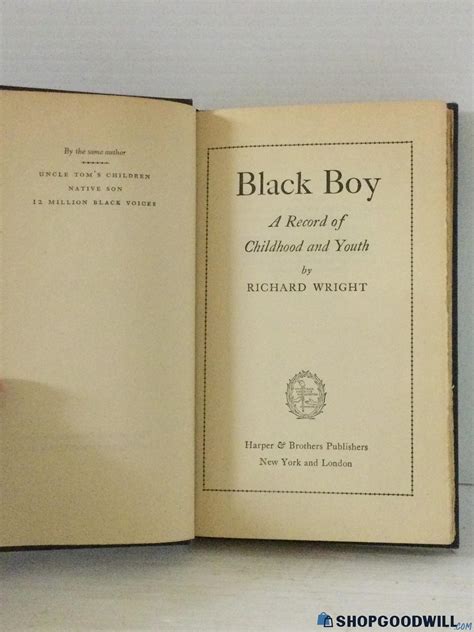 By the same author
UNCLE TOM'S CHILDREN
NATIVE SON
12 MILLION BLACK VOICES
Black Boy
A Record of
Childhood and Youth
by
RICHARD WRIGHT
Harper & Brothers Publishers
New York and London
SHOPGOODWILL.COM